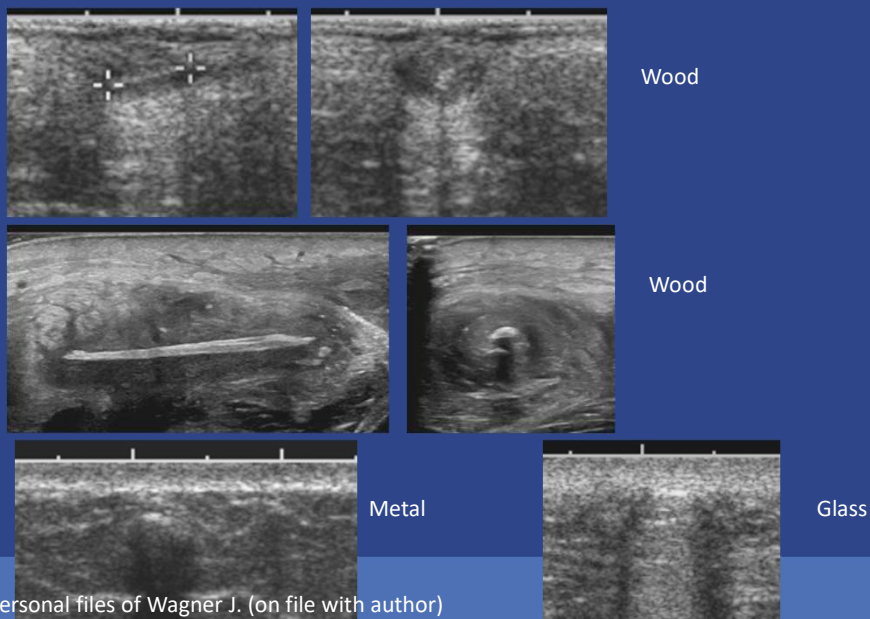 Wood
Wood
Metal
Glass
ersonal files of Wagner J. (on file with author)